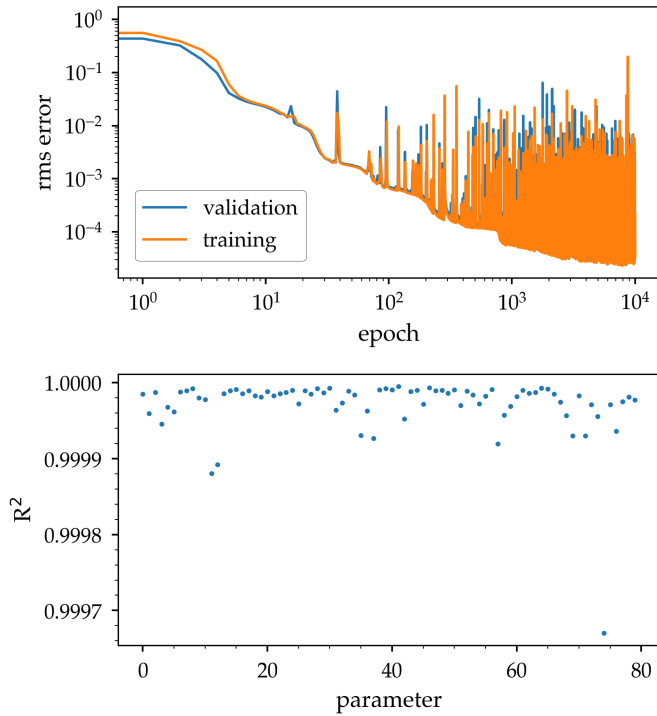 10⁰
10⁻¹
10⁻²
10⁻³
10⁻⁴
rms error
validation
training
10⁰ 10¹ 10² 10³ 10⁴
epoch
1.0000
0.9999
0.9998
0.9997
R²
0 20 40 60 80
parameter